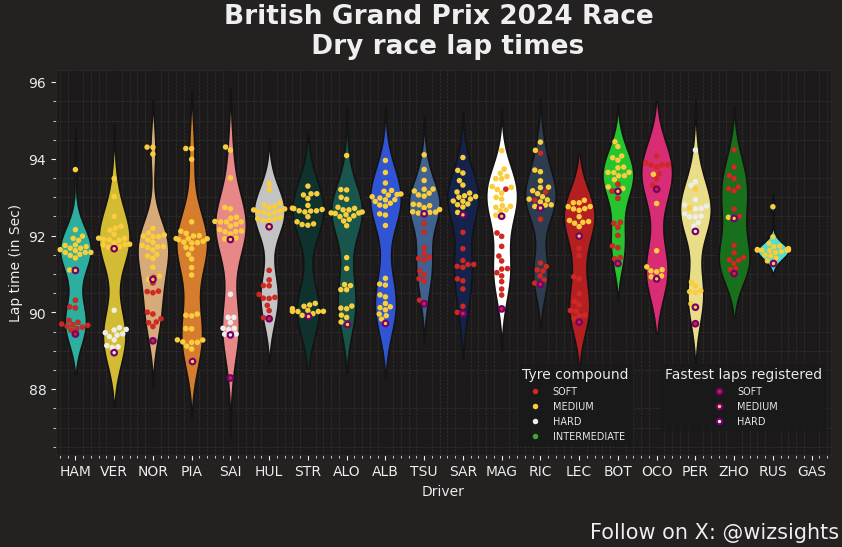 British Grand Prix 2024 Race
Dry race lap times
96
94
92
90
88
Lap time (in Sec)
HAM VER NOR PIA SAI HUL STR ALO ALB TSU SAR MAG RIC LEC BOT OCO PER ZHO RUS GAS
Driver
Tyre compound
SOFT
MEDIUM
HARD
INTERMEDIATE
Fastest laps registered
SOFT
MEDIUM
HARD
Follow on X: @wizsights